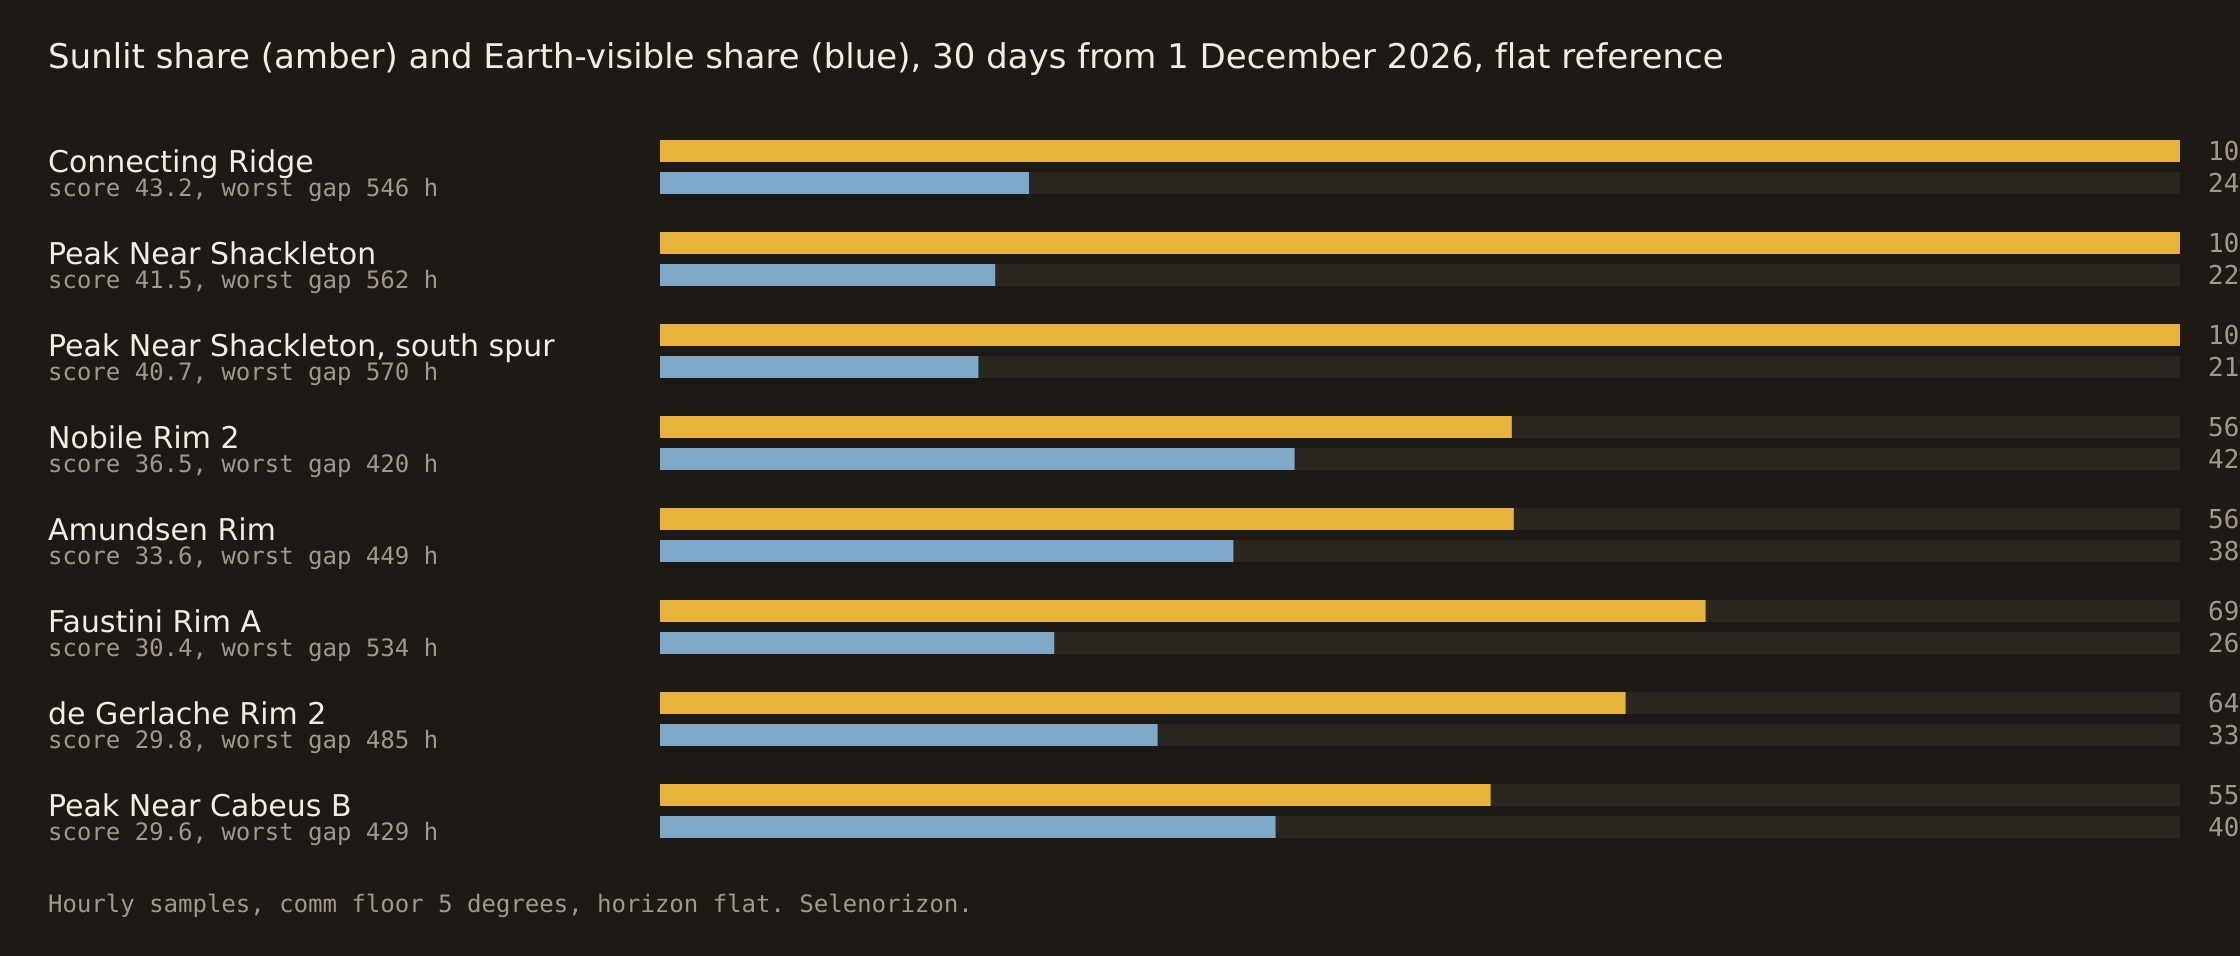 Sunlit share (amber) and Earth-visible share (blue), 30 days from 1 December 2026, flat reference
Connecting Ridge
10
score 43.2, worst gap 546 h
24
Peak Near Shackleton
10
score 41.5, worst gap 562 h
22
Peak Near Shackleton, south spur
10
score 40.7, worst gap 570 h
21
Nobile Rim 2
56
score 36.5, worst gap 420 h
42
Amundsen Rim
56
score 33.6, worst gap 449 h
38
Faustini Rim A
69
score 30.4, worst gap 534 h
26
de Gerlache Rim 2
64
score 29.8, worst gap 485 h
33
Peak Near Cabeus B
55
score 29.6, worst gap 429 h
40
Hourly samples, comm floor 5 degrees, horizon flat. Selenorizon.